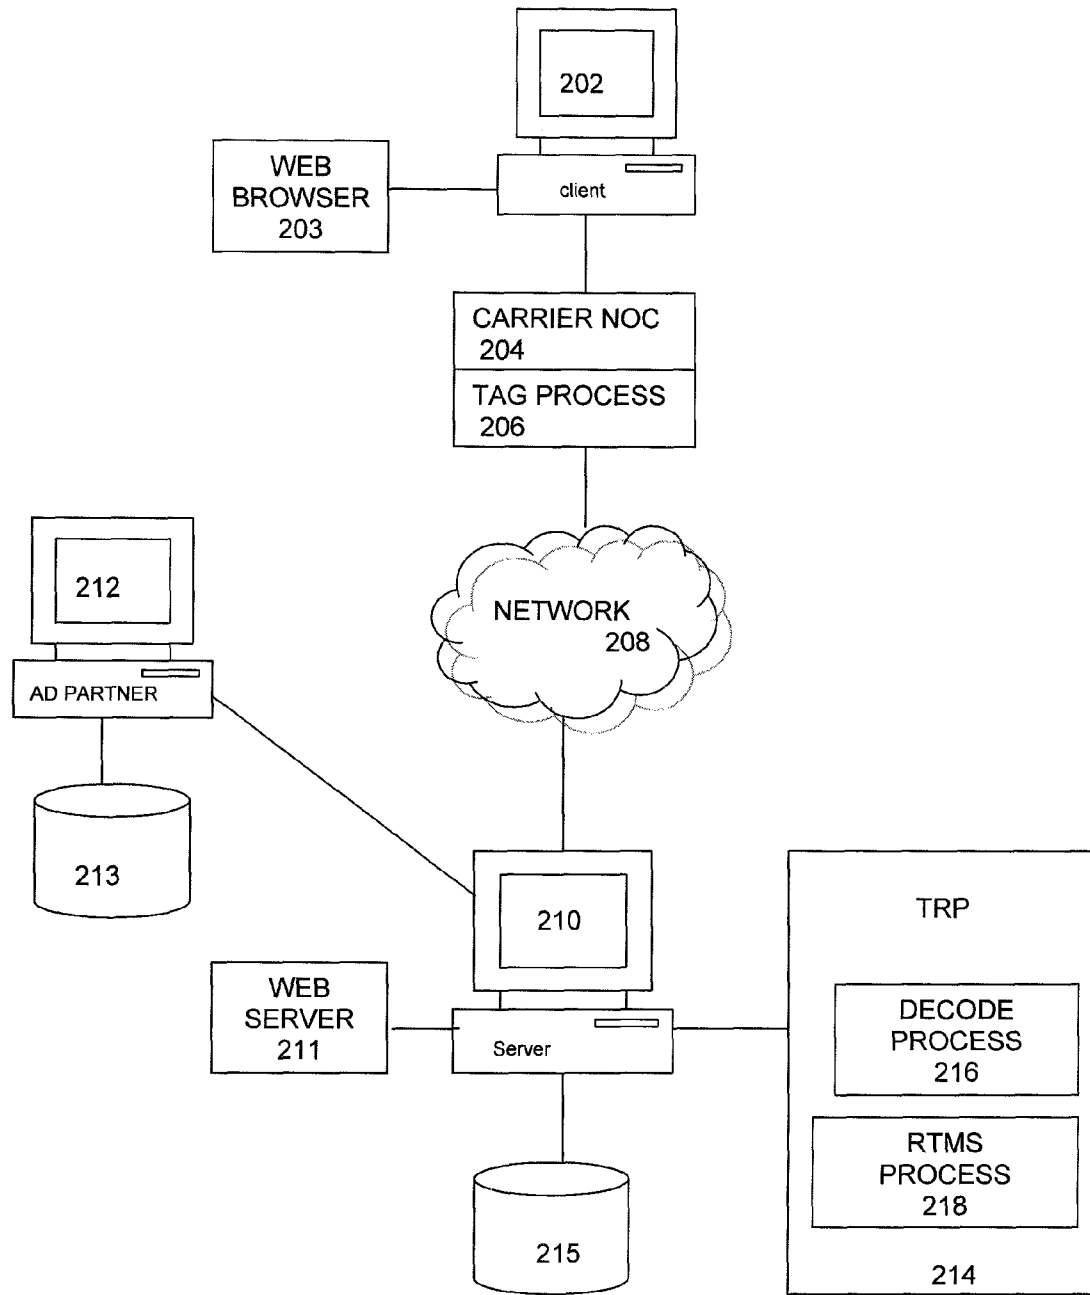 202
client
WEB
BROWSER
203
CARRIER NOC
204
TAG PROCESS
206
NETWORK
208
212
AD PARTNER
213
210
Server
WEB
SERVER
211
215
TRP
DECODE
PROCESS
216
RTMS
PROCESS
218
214